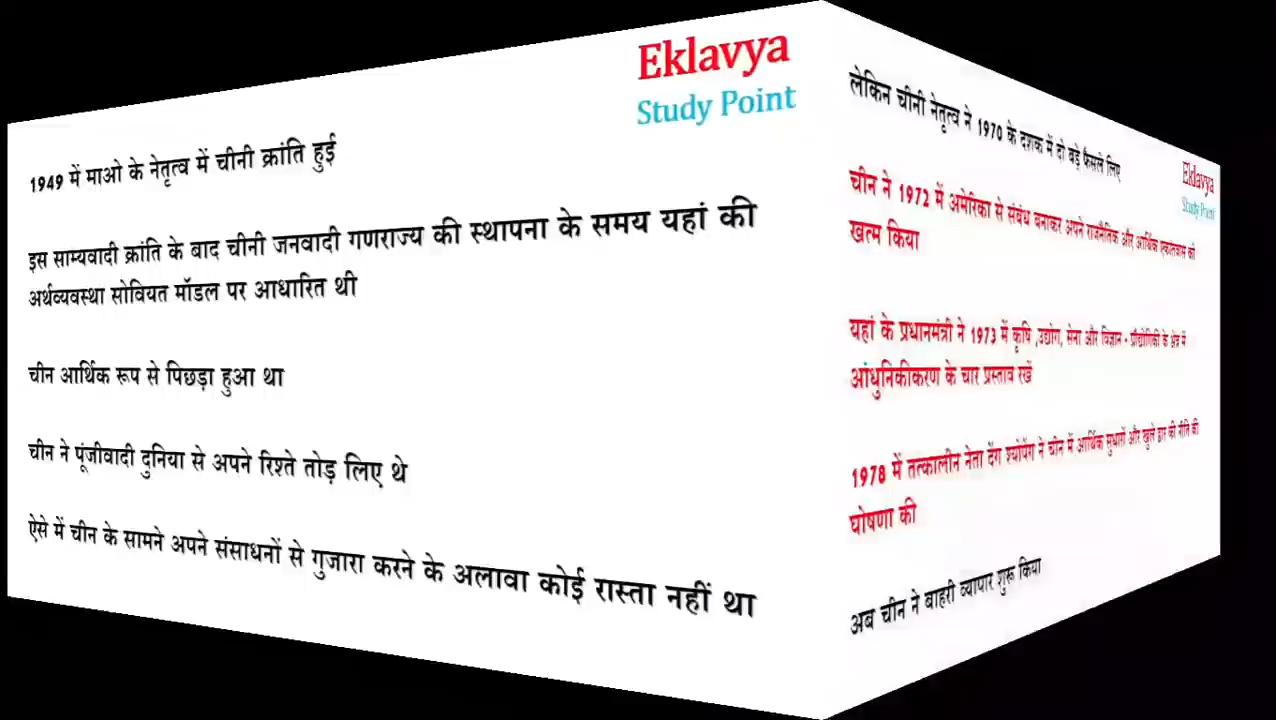 Eklavya
Study Point
1949 में माओ के नेतृत्व में चीनी क्रांति हुई
इस साम्यवादी क्रांति के बाद चीनी जनवादी गणराज्य की स्थापना के समय यहां की
अर्थव्यवस्था सोवियत मॉडल पर आधारित थी
चीन आर्थिक रूप से पिछड़ा हुआ था
चीन ने पूंजीवादी दुनिया से अपने रिश्ते तोड़ लिए थे
ऐसे में चीन के सामने अपने संसाधनों से गुजारा करने के अलावा कोई रास्ता नहीं था
लेकिन चीनी नेतृत्व ने 1970 के दशक में दो बड़े फैसले लिए
Eklavya
Study Point
चीन ने 1972 में अमेरिका से संबंध बनाकर अपने राजनैतिक और आर्थिक एकांतवास को
खत्म किया
यहां के प्रधानमंत्री ने 1973 में कृषि ,उद्योग, सेना और विज्ञान - प्रौद्योगिकी के क्षेत्र में
आंधुनिकीकरण के चार प्रस्ताव रखें
1978 में तत्कालीन नेता देंग श्योपेंग ने चीन में आर्थिक सुधारों और खुले द्वार की नीति की
घोषणा की
अब चीन ने बाहरी व्यापार शुरू किया